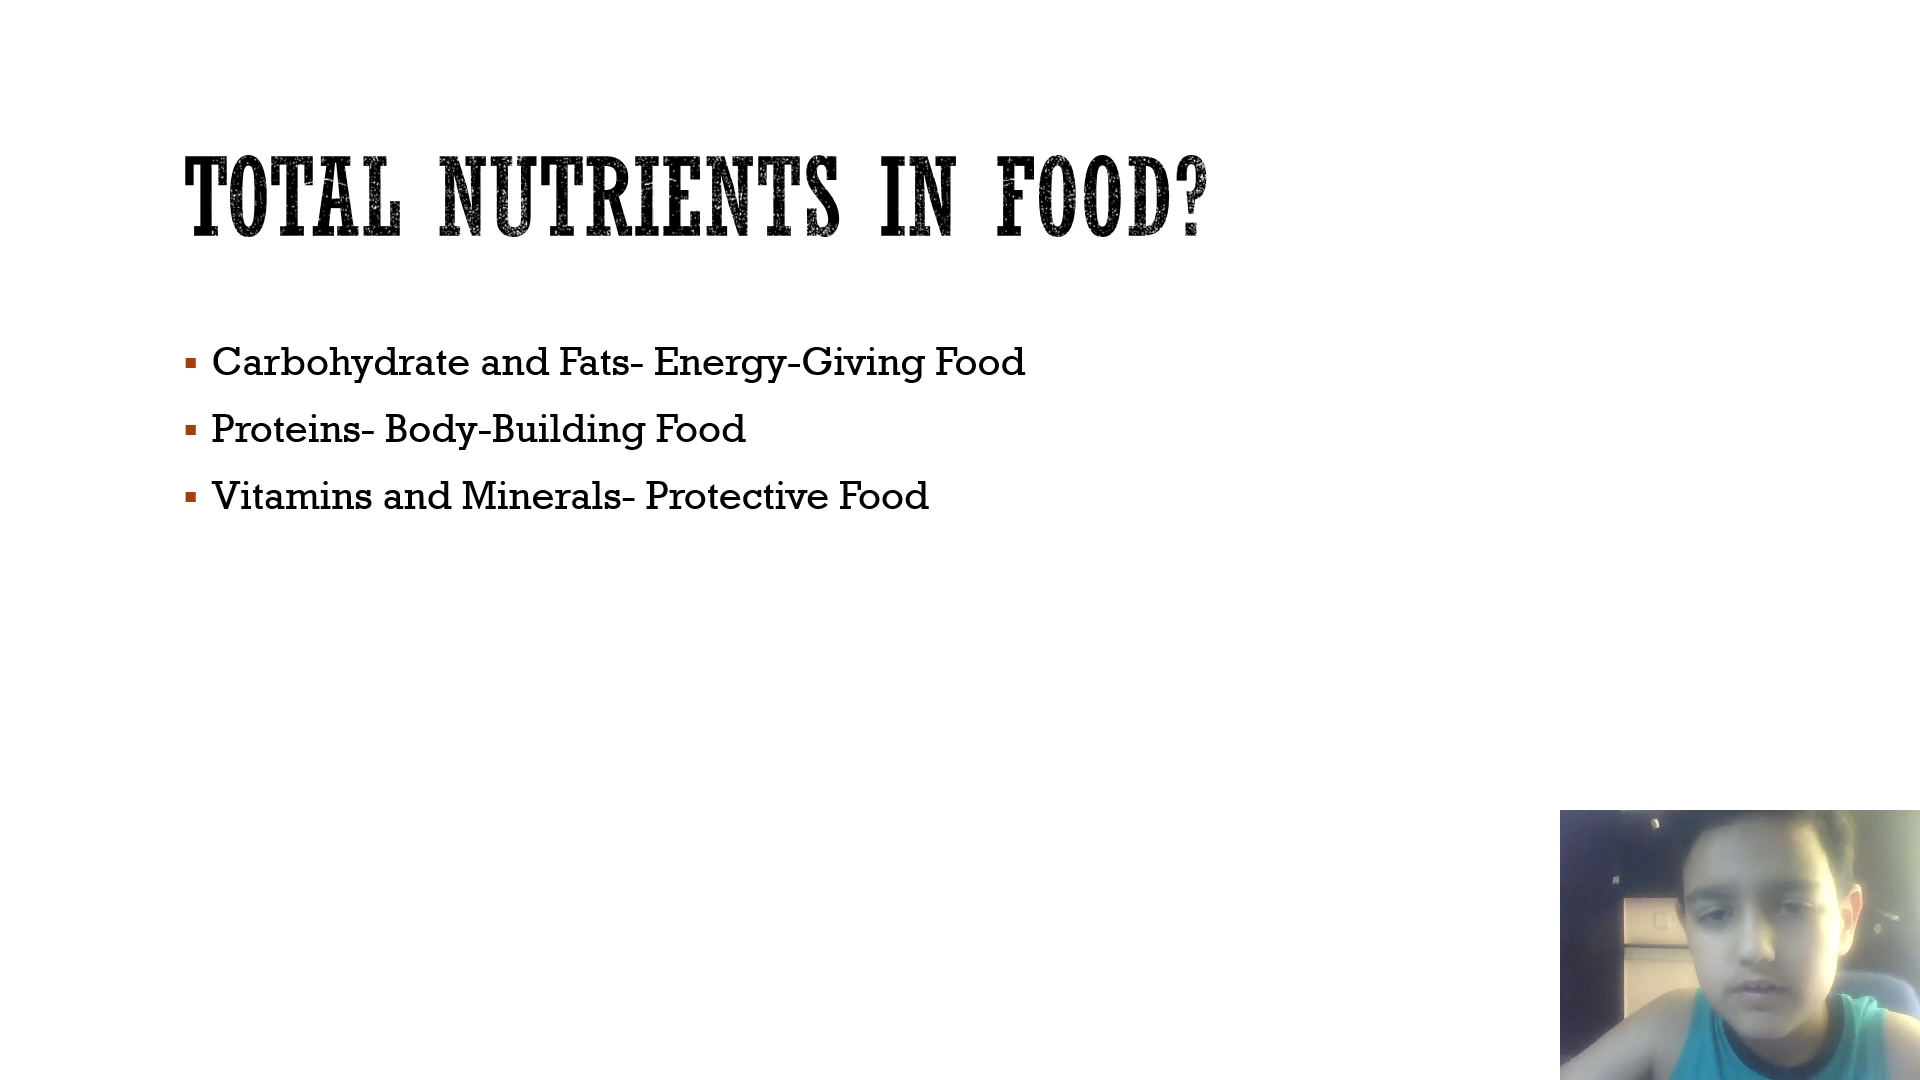 TOTAL NUTRIENTS IN FOOD?
Carbohydrate and Fats- Energy-Giving Food
Proteins- Body-Building Food
Vitamins and Minerals- Protective Food